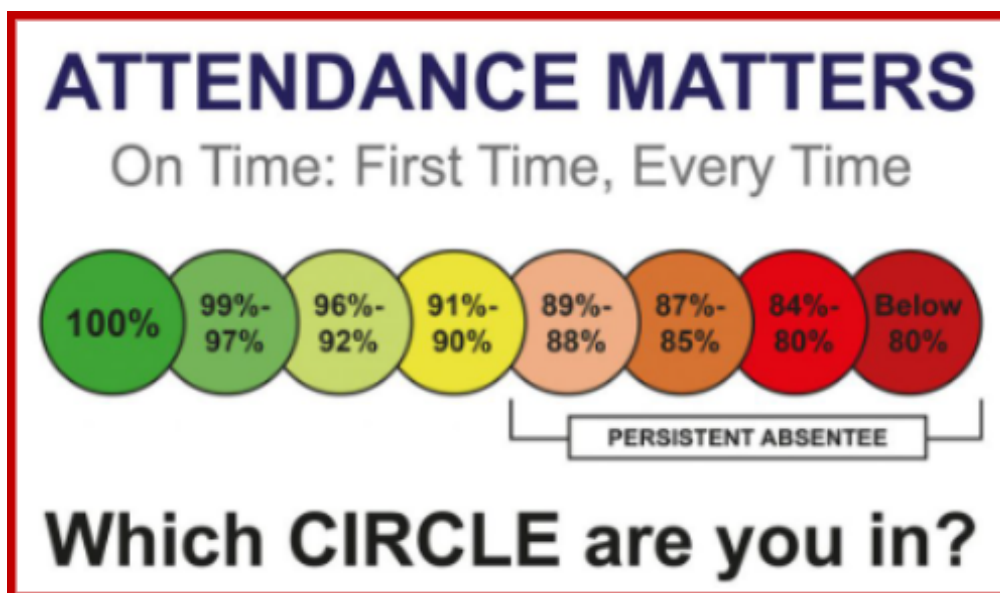 ATTENDANCE MATTERS
On Time: First Time, Every Time
100%
99%-
97%
96%-
92%
91%-
90%
89%-
88%
87%-
85%
84%-
80%
Below
80%
PERSISTENT ABSENTEE
Which CIRCLE are you in?